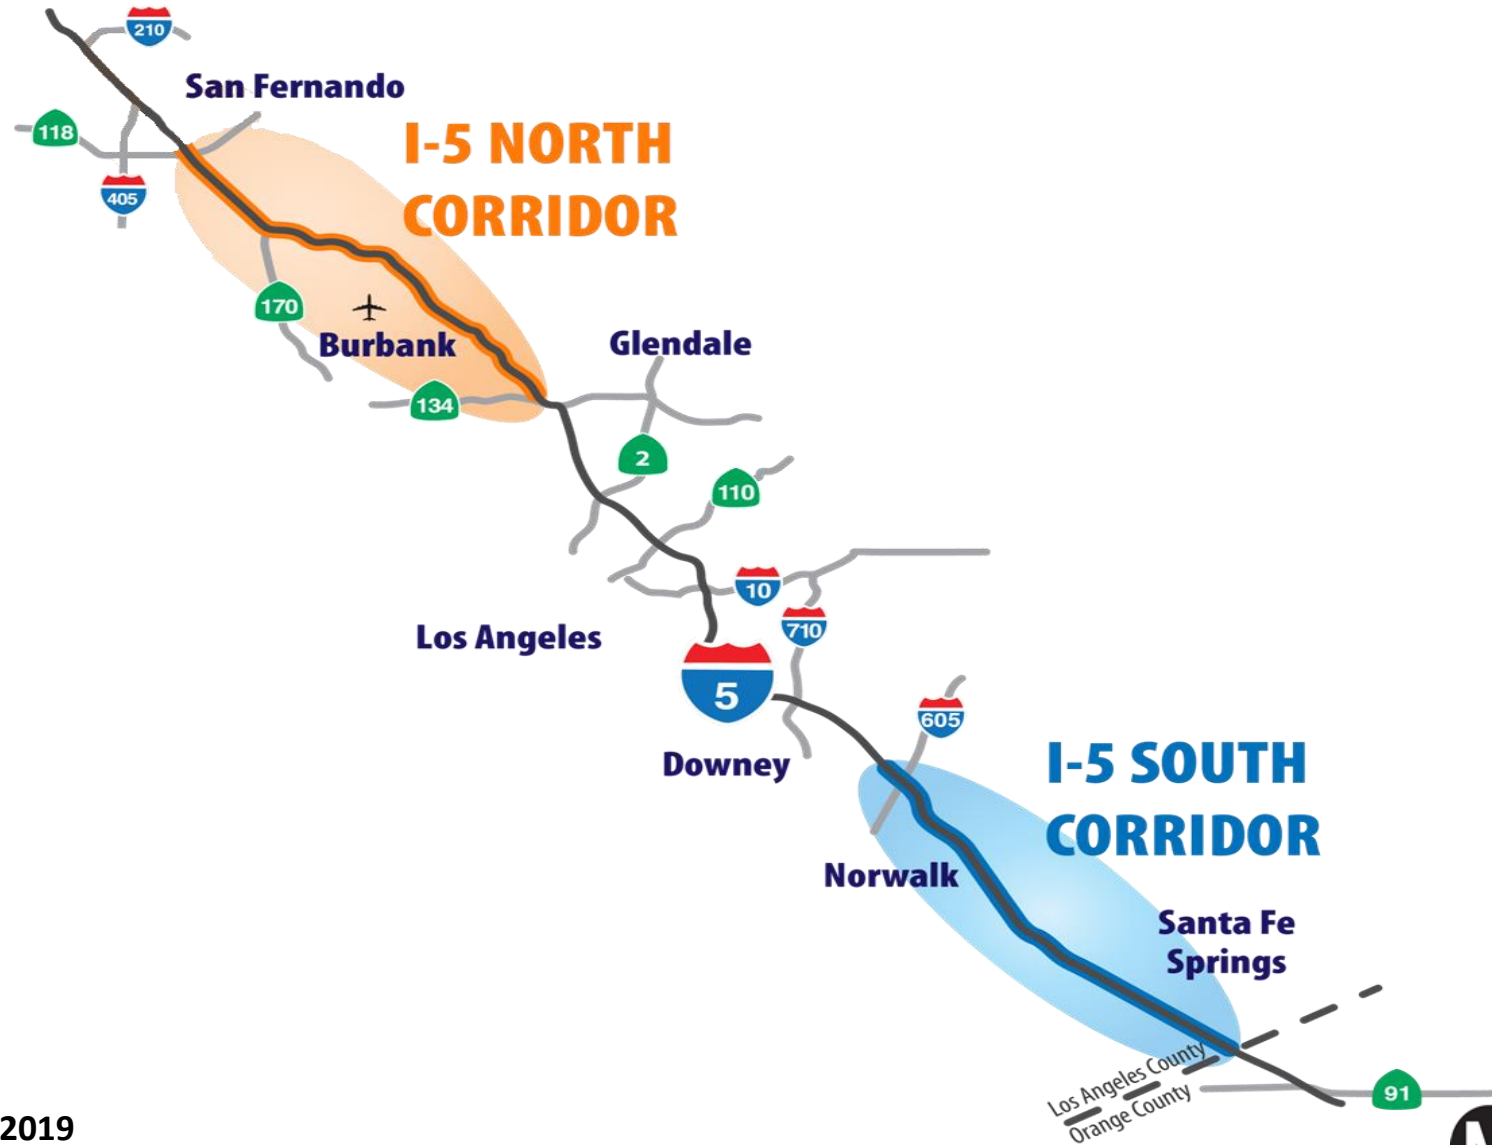 210
San Fernando
118
I-5 NORTH
CORRIDOR
405
170
Burbank
Glendale
134
2
110
10
Los Angeles
710
5
605
Downey
I-5 SOUTH
CORRIDOR
Norwalk
Santa Fe
Springs
Los Angeles County
Orange County
91
2019